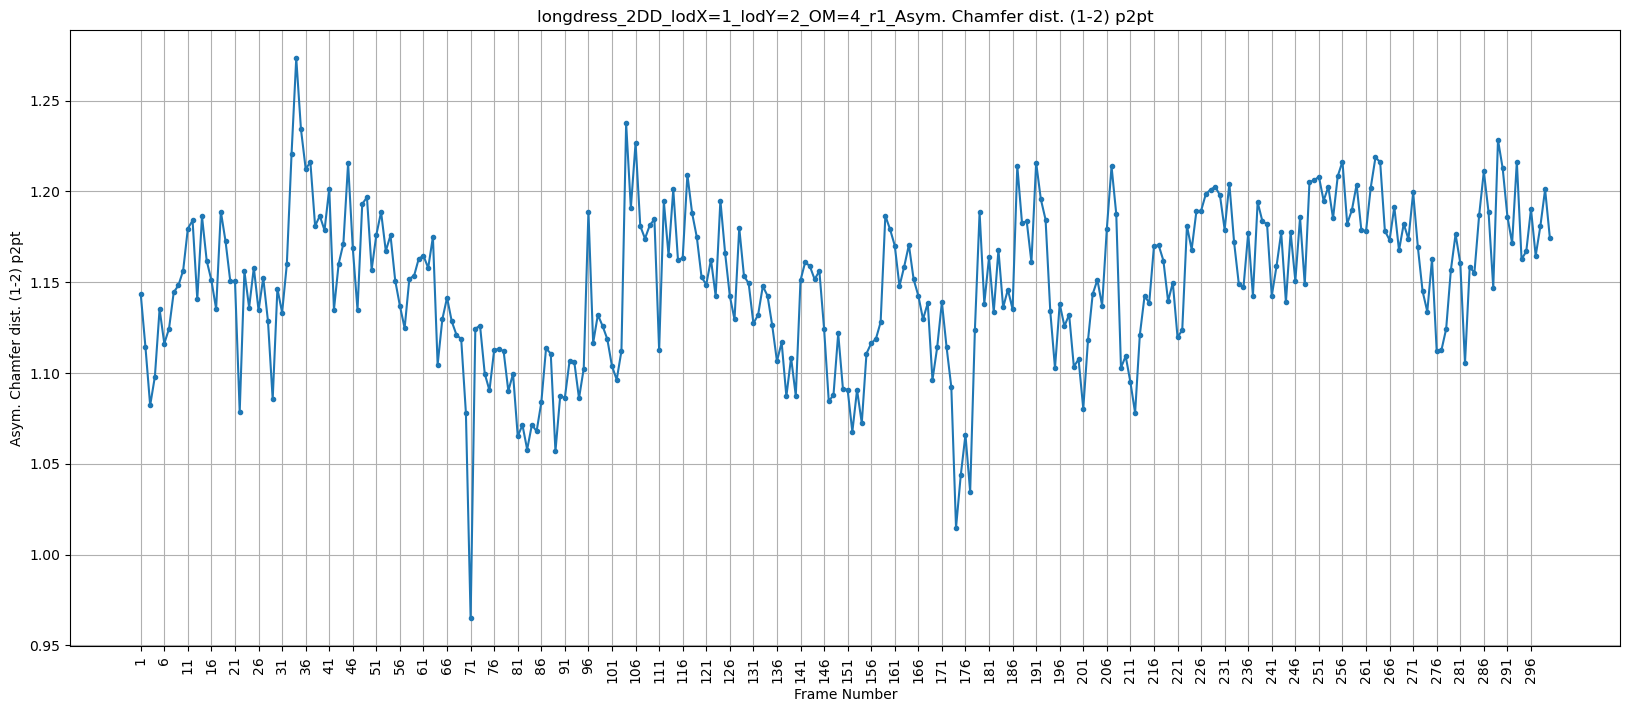 longdress_2DD_lodX=1_lodY=2_OM=4_r1_Asym. Chamfer dist. (1-2) p2pt
Asym. Chamfer dist. (1-2) p2pt
1.25
1.20
1.15
1.10
1.05
1.00
0.95
1 6 11 16 21 26 31 36 41 46 51 56 61 66 71 76 81 86 91 96 101 106 111 116 121 126 131 136 141 146 151 156 161 166 171 176 181 186 191 196 201 206 211 216 221 226 231 236 241 246 251 256 261 266 271 276 281 286 291 296
Frame Number